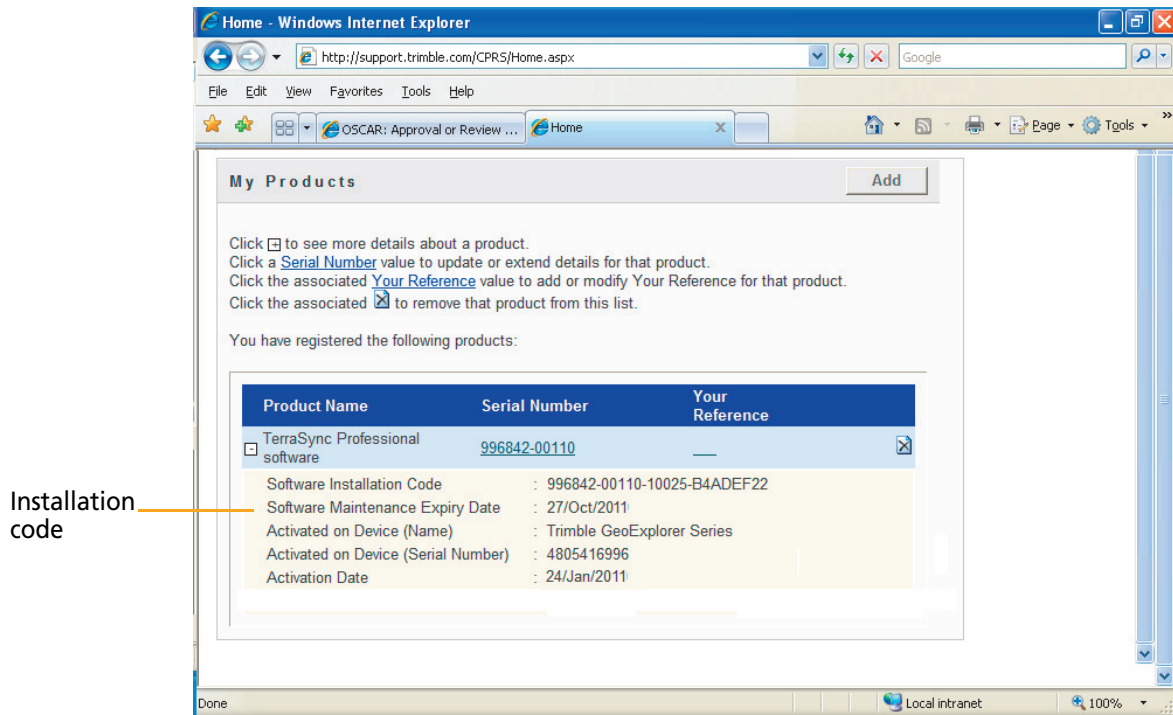 Home - Windows Internet Explorer
http://support.trimble.com/CPRS/Home.aspx
Google
File Edit View Favorites Tools Help
OSCAR: Approval or Review ...
Home
Page Tools »
My Products
Add
Click + to see more details about a product.
Click a Serial Number value to update or extend details for that product.
Click the associated Your Reference value to add or modify Your Reference for that product.
Click the associated to remove that product from this list.
You have registered the following products:
Product Name Serial Number Your Reference
TerraSync Professional software 996842-00110
Software Installation Code : 996842-00110-10025-B4ADEF22
Software Maintenance Expiry Date : 27/Oct/2011
Activated on Device (Name) : Trimble GeoExplorer Series
Activated on Device (Serial Number) : 4805416996
Activation Date : 24/Jan/2011
Installation
code
Done
Local intranet
100%